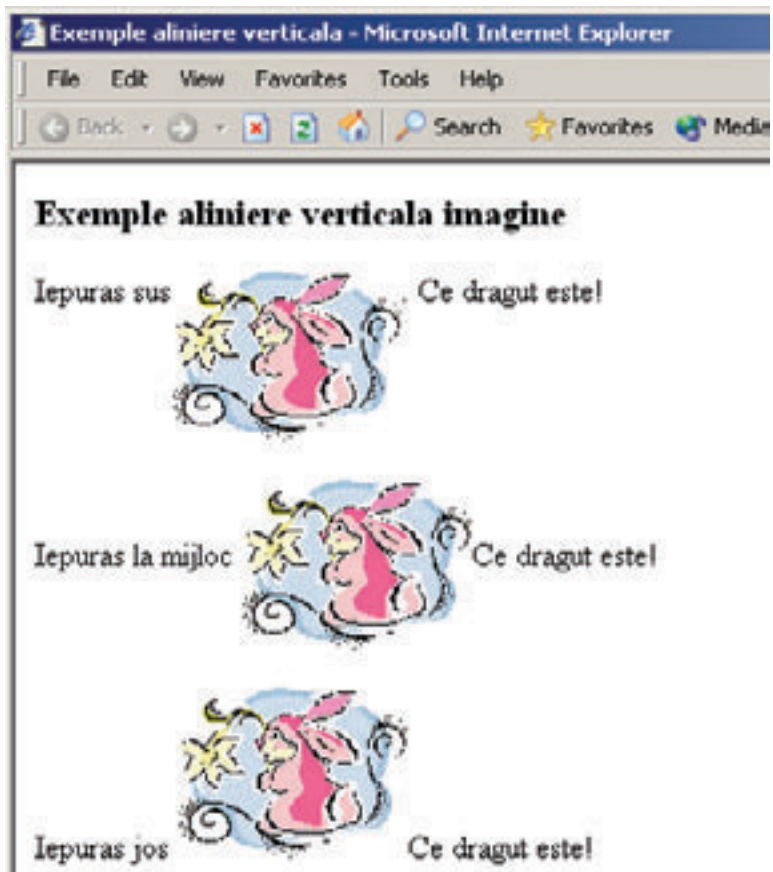 Exemple aliniere verticala - Microsoft Internet Explorer
File Edit View Favorites Tools Help
Back Search Favorites Media
Exemple aliniere verticala imagine
Iepuras sus Ce dragut este!
Iepuras la mijloc Ce dragut este!
Iepuras jos Ce dragut este!